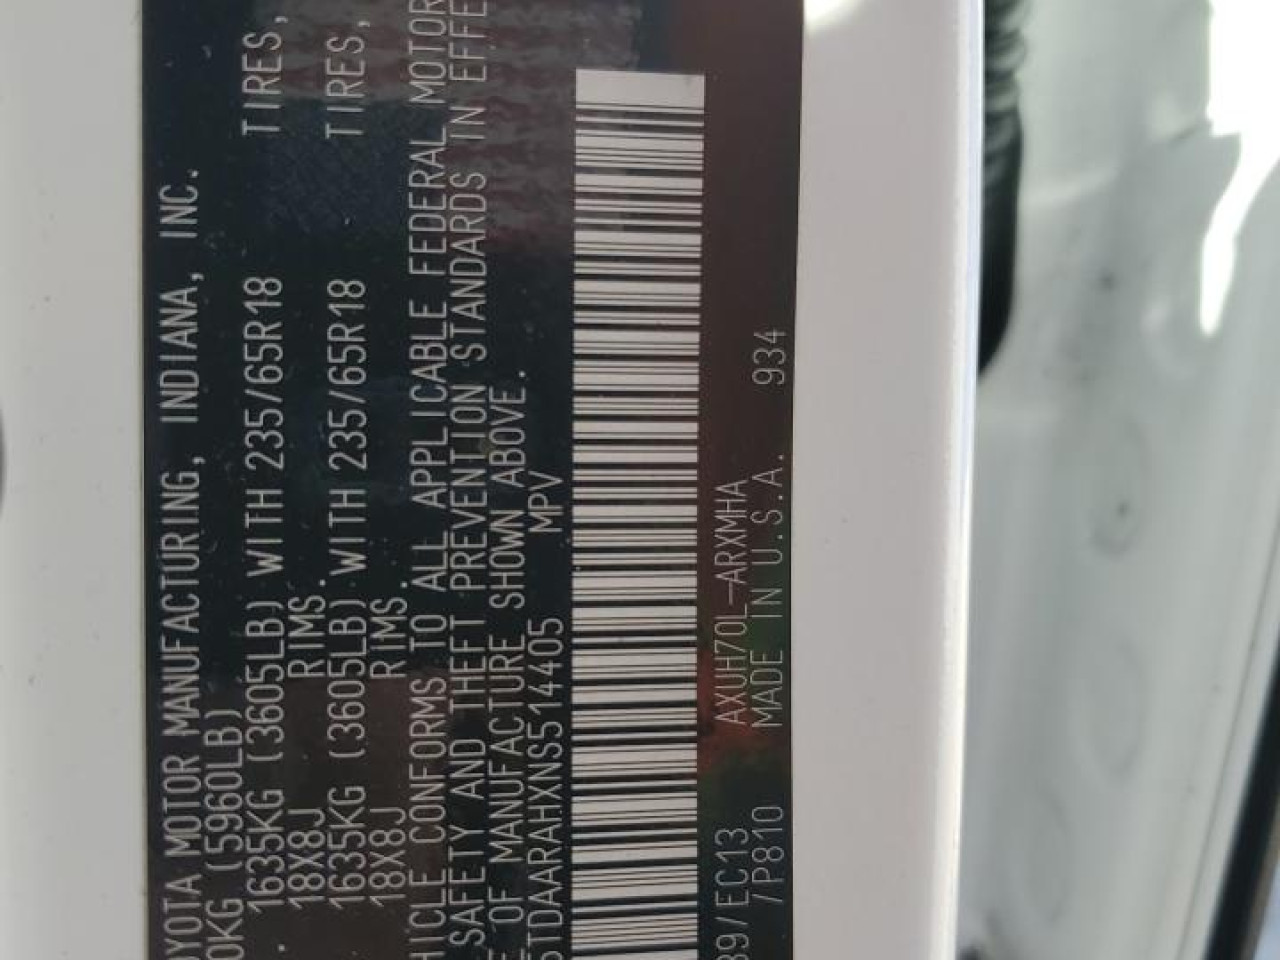 OYOTA MOTOR MANUFACTURING, INDIANA, INC.
0KG (5960LB)
1635KG (3605LB) WITH 235/65R18 TIRES,
18X8J RIMS.
1635KG (3605LB) WITH 235/65R18 TIRES,
18X8J RIMS.
HICLE CONFORMS TO ALL APPLICABLE FEDERAL MOTOR
SAFETY AND THEFT PREVENTION STANDARDS IN EFFE
E OF MANUFACTURE SHOWN ABOVE.
5TDAARAHXNS514405 MPV
89/EC13 AXUH70L-ARXMHA
/P810 MADE IN U.S.A. 934